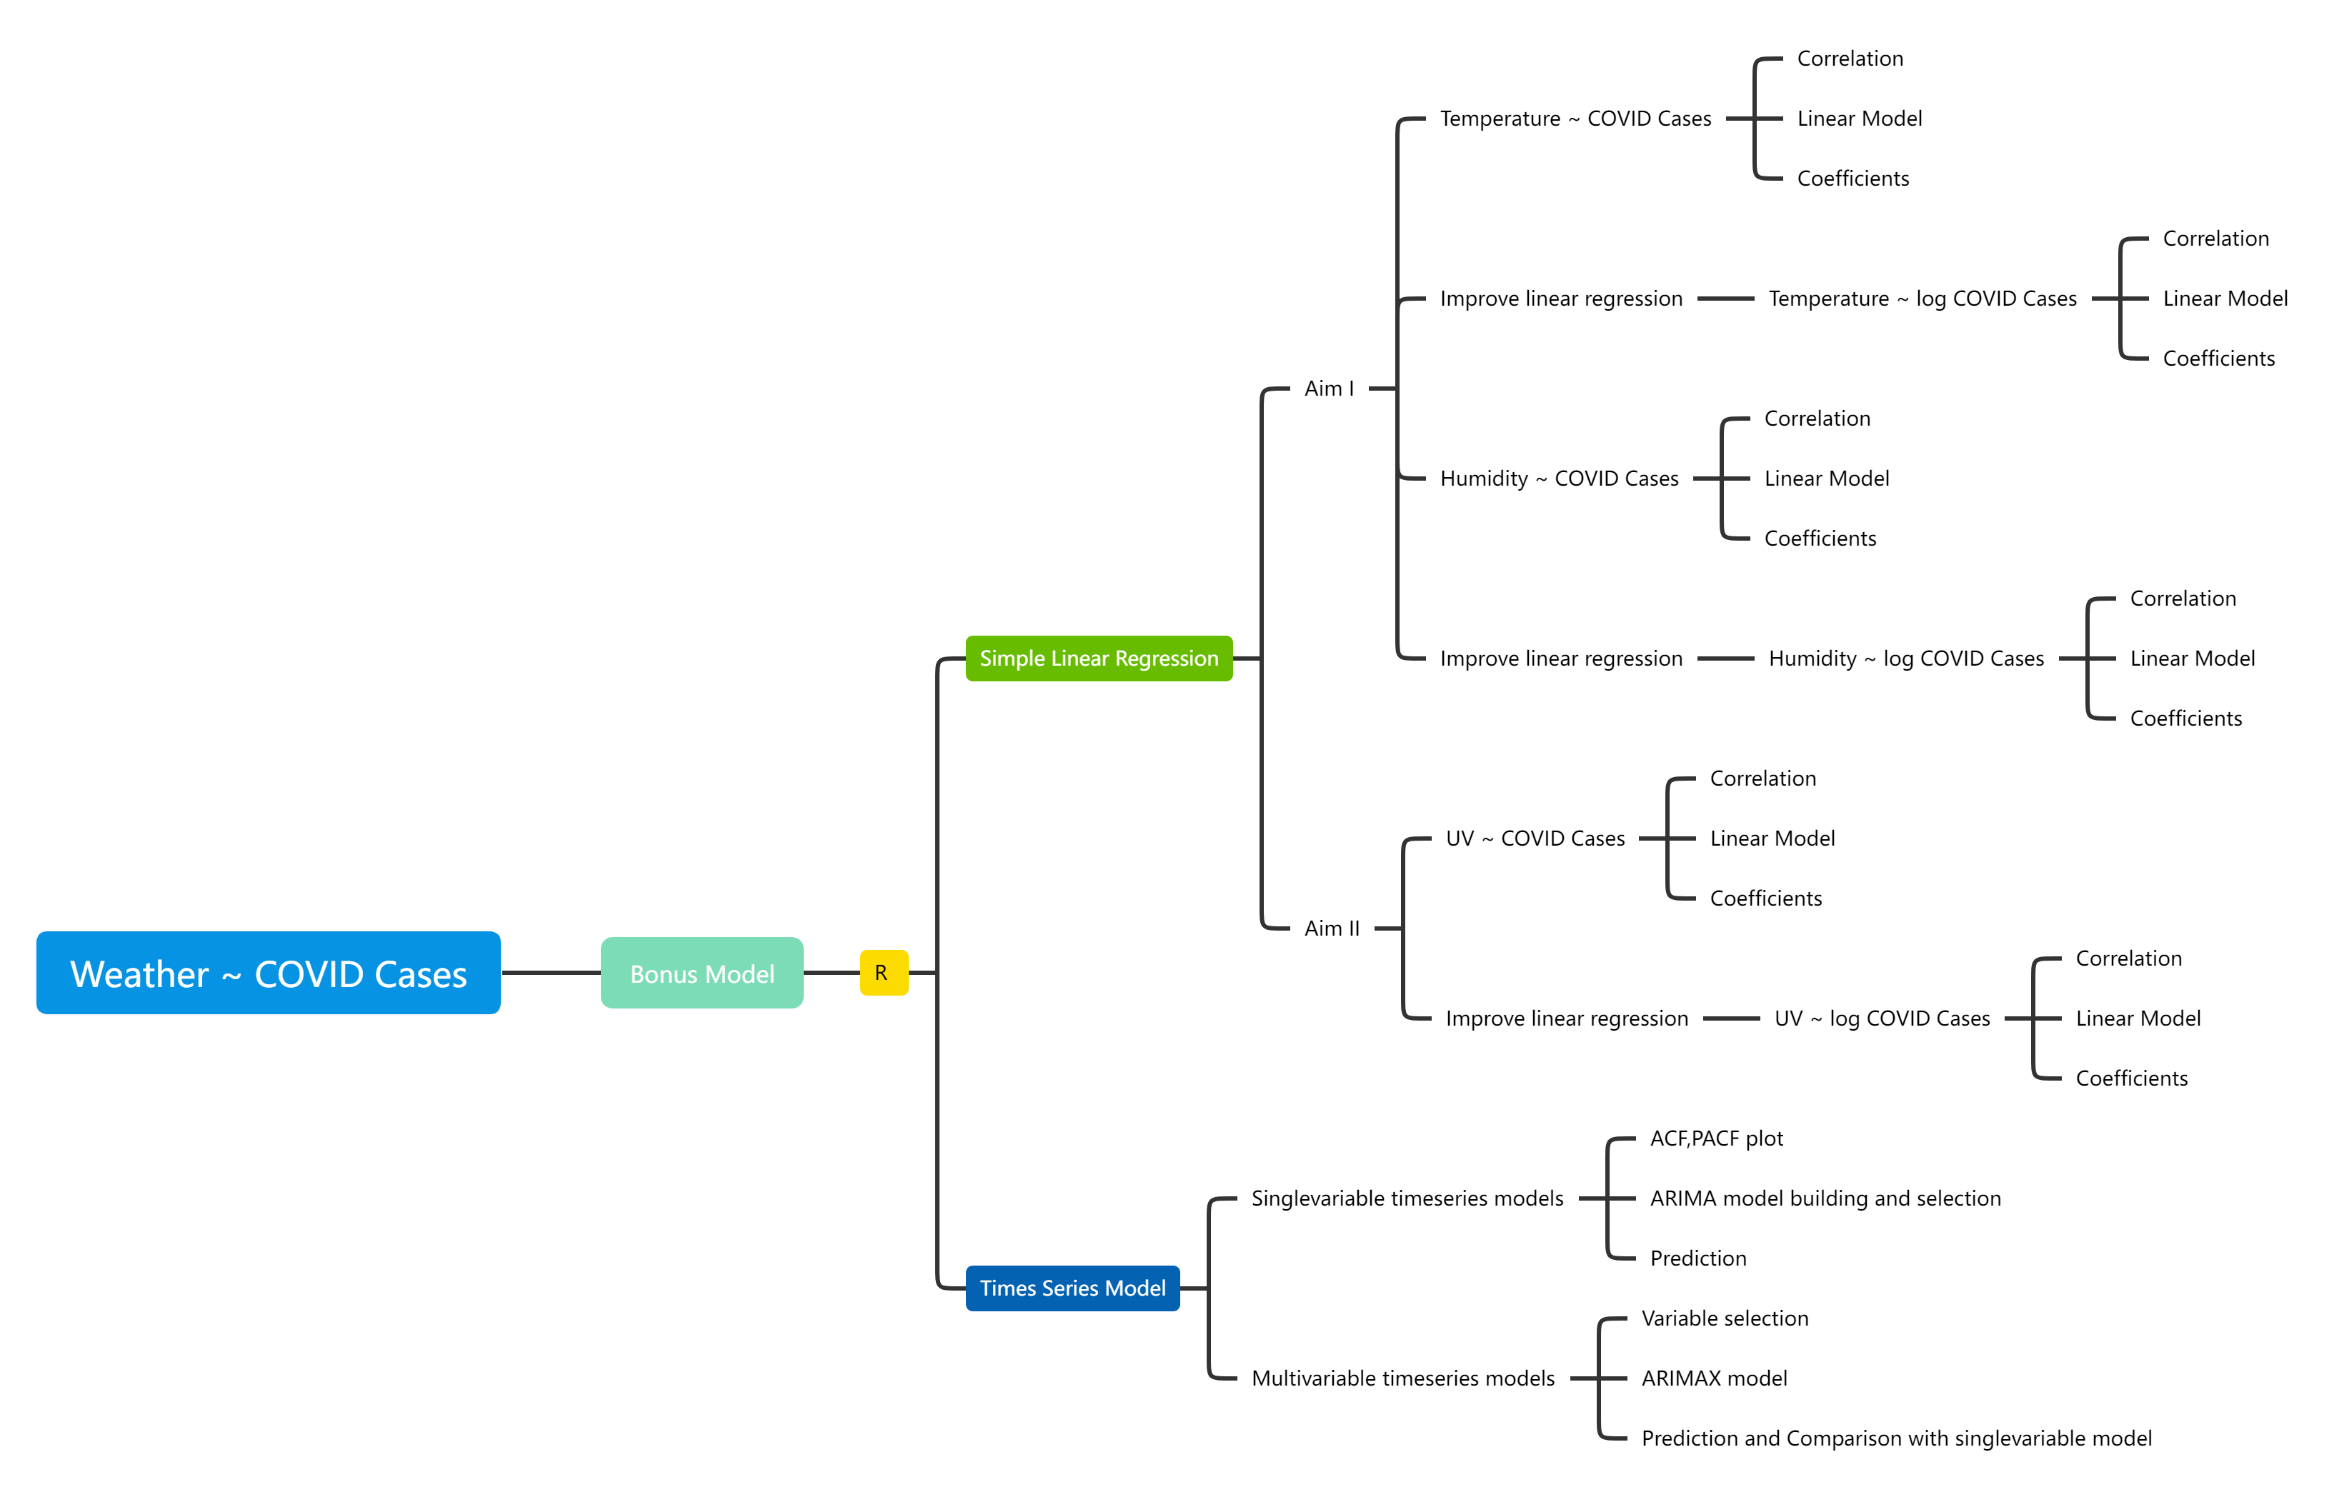 Weather ~ COVID Cases
Bonus Model
R
Simple Linear Regression
Aim I
Temperature ~ COVID Cases
Correlation
Linear Model
Coefficients
Improve linear regression
Temperature ~ log COVID Cases
Correlation
Linear Model
Coefficients
Humidity ~ COVID Cases
Correlation
Linear Model
Coefficients
Improve linear regression
Humidity ~ log COVID Cases
Correlation
Linear Model
Coefficients
Aim II
UV ~ COVID Cases
Correlation
Linear Model
Coefficients
Improve linear regression
UV ~ log COVID Cases
Correlation
Linear Model
Coefficients
Times Series Model
Singlevariable timeseries models
ACF,PACF plot
ARIMA model building and selection
Prediction
Multivariable timeseries models
Variable selection
ARIMAX model
Prediction and Comparison with singlevariable model